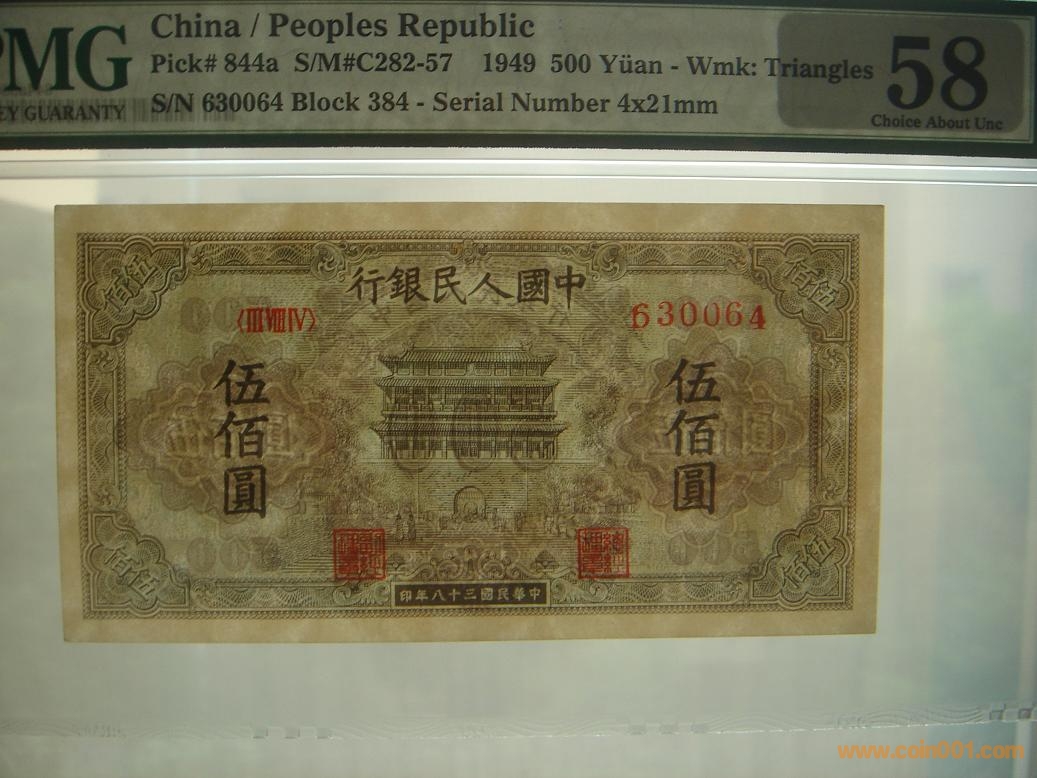 PMG
China / Peoples Republic
Pick# 844a S/M#C282-57 1949 500 Yüan - Wmk: Triangles
S/N 630064 Block 384 - Serial Number 4x21mm
EY GUARANTY
58
Choice About Unc
伍佰
伍佰
中國人民銀行
〈III VIII IV〉
630064
伍佰圓
伍佰圓
500
500
伍佰
伍佰
中華民國三十八年印
www.coin001.com